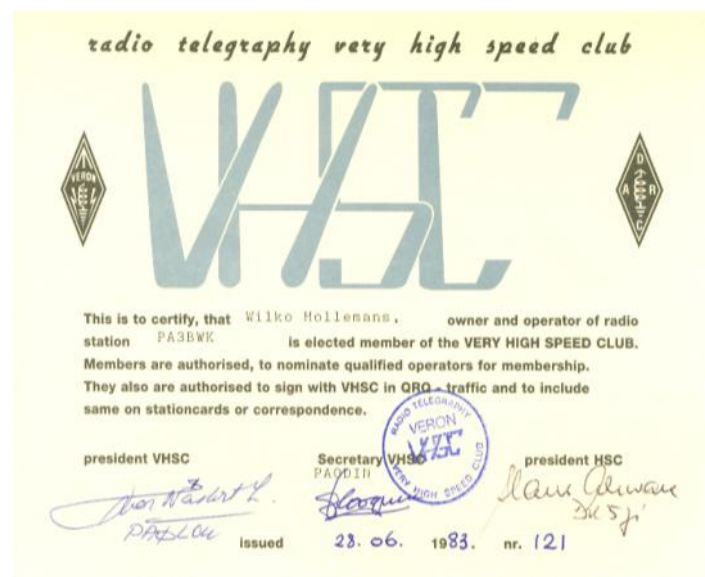 radio telegraphy very high speed club
VHSC
VERON
D A R C
This is to certify, that Wilko Hollemans, owner and operator of radio
station PA3BWK is elected member of the VERY HIGH SPEED CLUB.
Members are authorised, to nominate qualified operators for membership.
They also are authorised to sign with VHSC in QRQ - traffic and to include
same on stationcards or correspondence.
RADIO TELEGRAPHY
VERON
VHSC
VERY HIGH SPEED CLUB
president VHSC Secretary VHSC president HSC
PA0DIN
DK5JI
PA0LOU
issued 28. 06. 1983. nr. 121